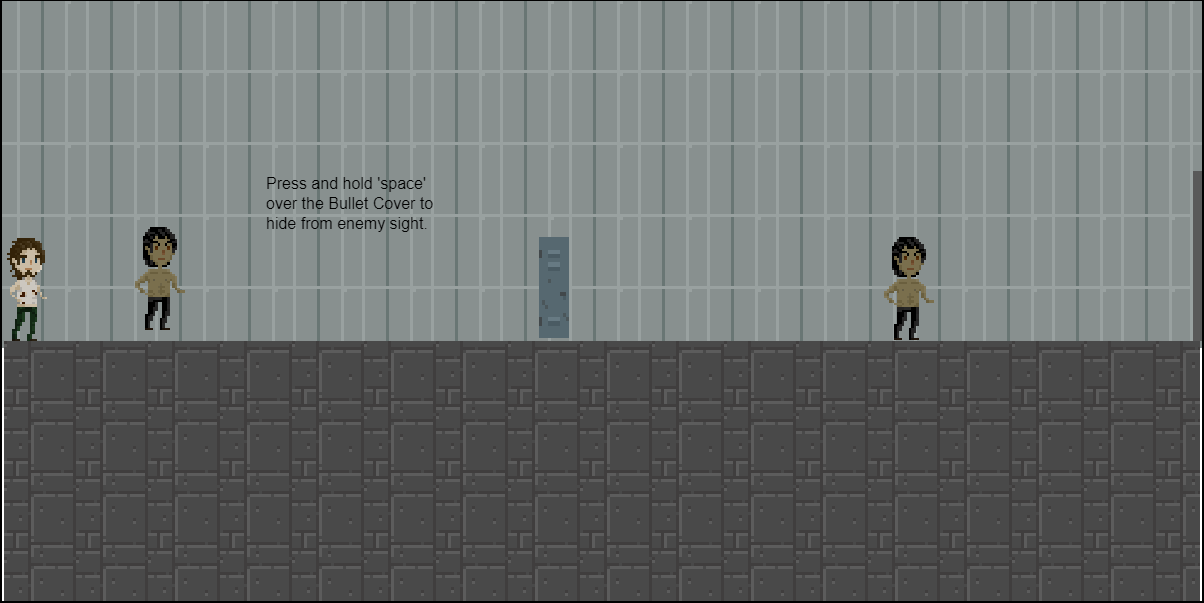 Press and hold 'space'
over the Bullet Cover to
hide from enemy sight.